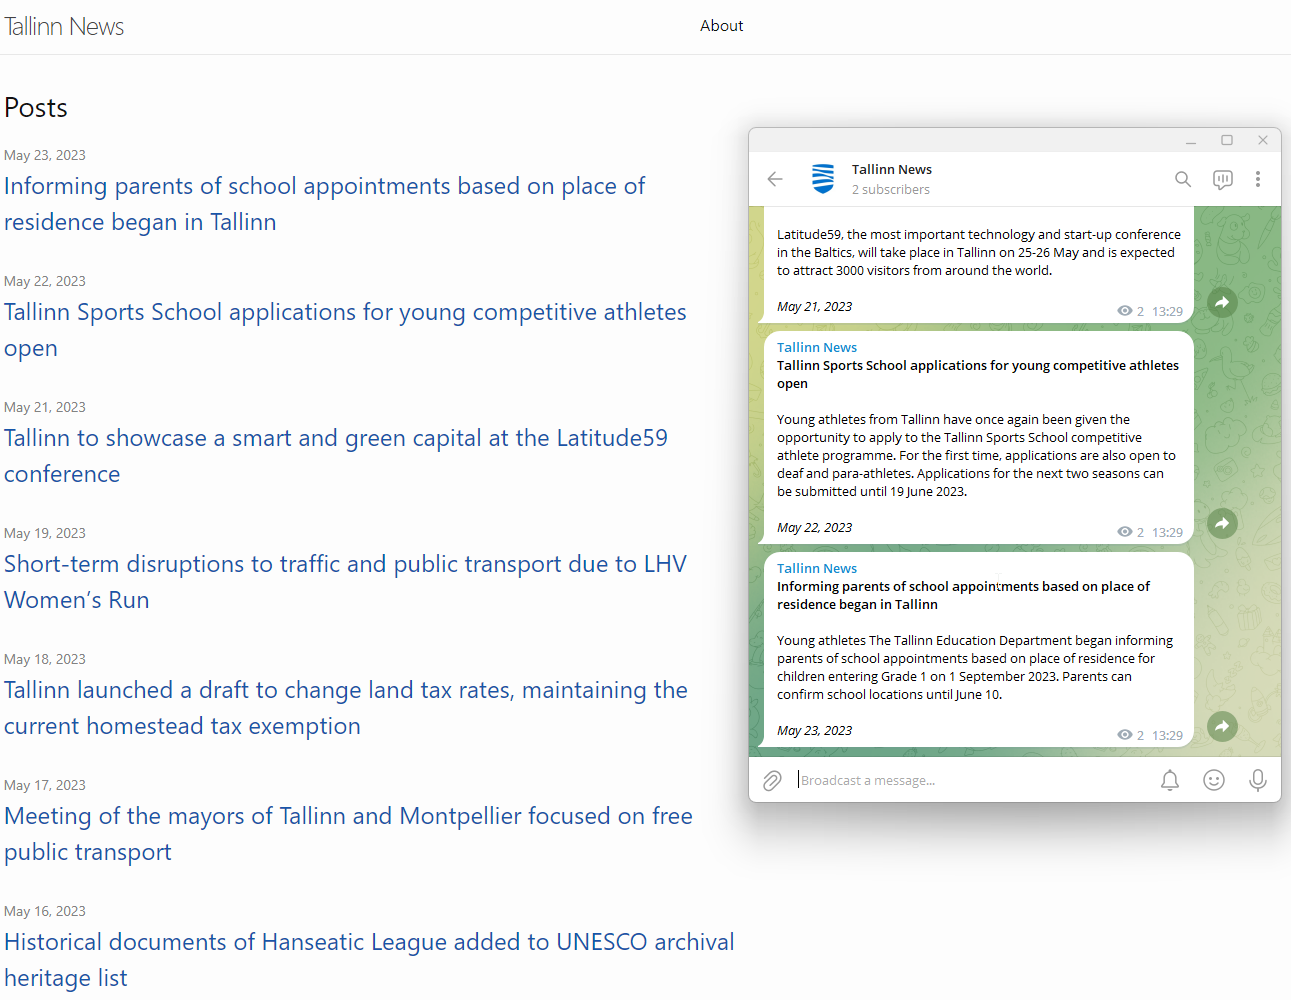 Tallinn News
About
Posts
May 23, 2023
Informing parents of school appointments based on place of
residence began in Tallinn
May 22, 2023
Tallinn Sports School applications for young competitive athletes
open
May 21, 2023
Tallinn to showcase a smart and green capital at the Latitude59
conference
May 19, 2023
Short-term disruptions to traffic and public transport due to LHV
Women’s Run
May 18, 2023
Tallinn launched a draft to change land tax rates, maintaining the
current homestead tax exemption
May 17, 2023
Meeting of the mayors of Tallinn and Montpellier focused on free
public transport
May 16, 2023
Historical documents of Hanseatic League added to UNESCO archival
heritage list
Tallinn News
2 subscribers
Latitude59, the most important technology and start-up conference
in the Baltics, will take place in Tallinn on 25-26 May and is expected
to attract 3000 visitors from around the world.
May 21, 2023
2 13:29
Tallinn News
Tallinn Sports School applications for young competitive athletes
open
Young athletes from Tallinn have once again been given the
opportunity to apply to the Tallinn Sports School competitive
athlete programme. For the first time, applications are also open to
deaf and para-athletes. Applications for the next two seasons can
be submitted until 19 June 2023.
May 22, 2023
2 13:29
Tallinn News
Informing parents of school appointments based on place of
residence began in Tallinn
Young athletes The Tallinn Education Department began informing
parents of school appointments based on place of residence for
children entering Grade 1 on 1 September 2023. Parents can
confirm school locations until June 10.
May 23, 2023
2 13:29
Broadcast a message...